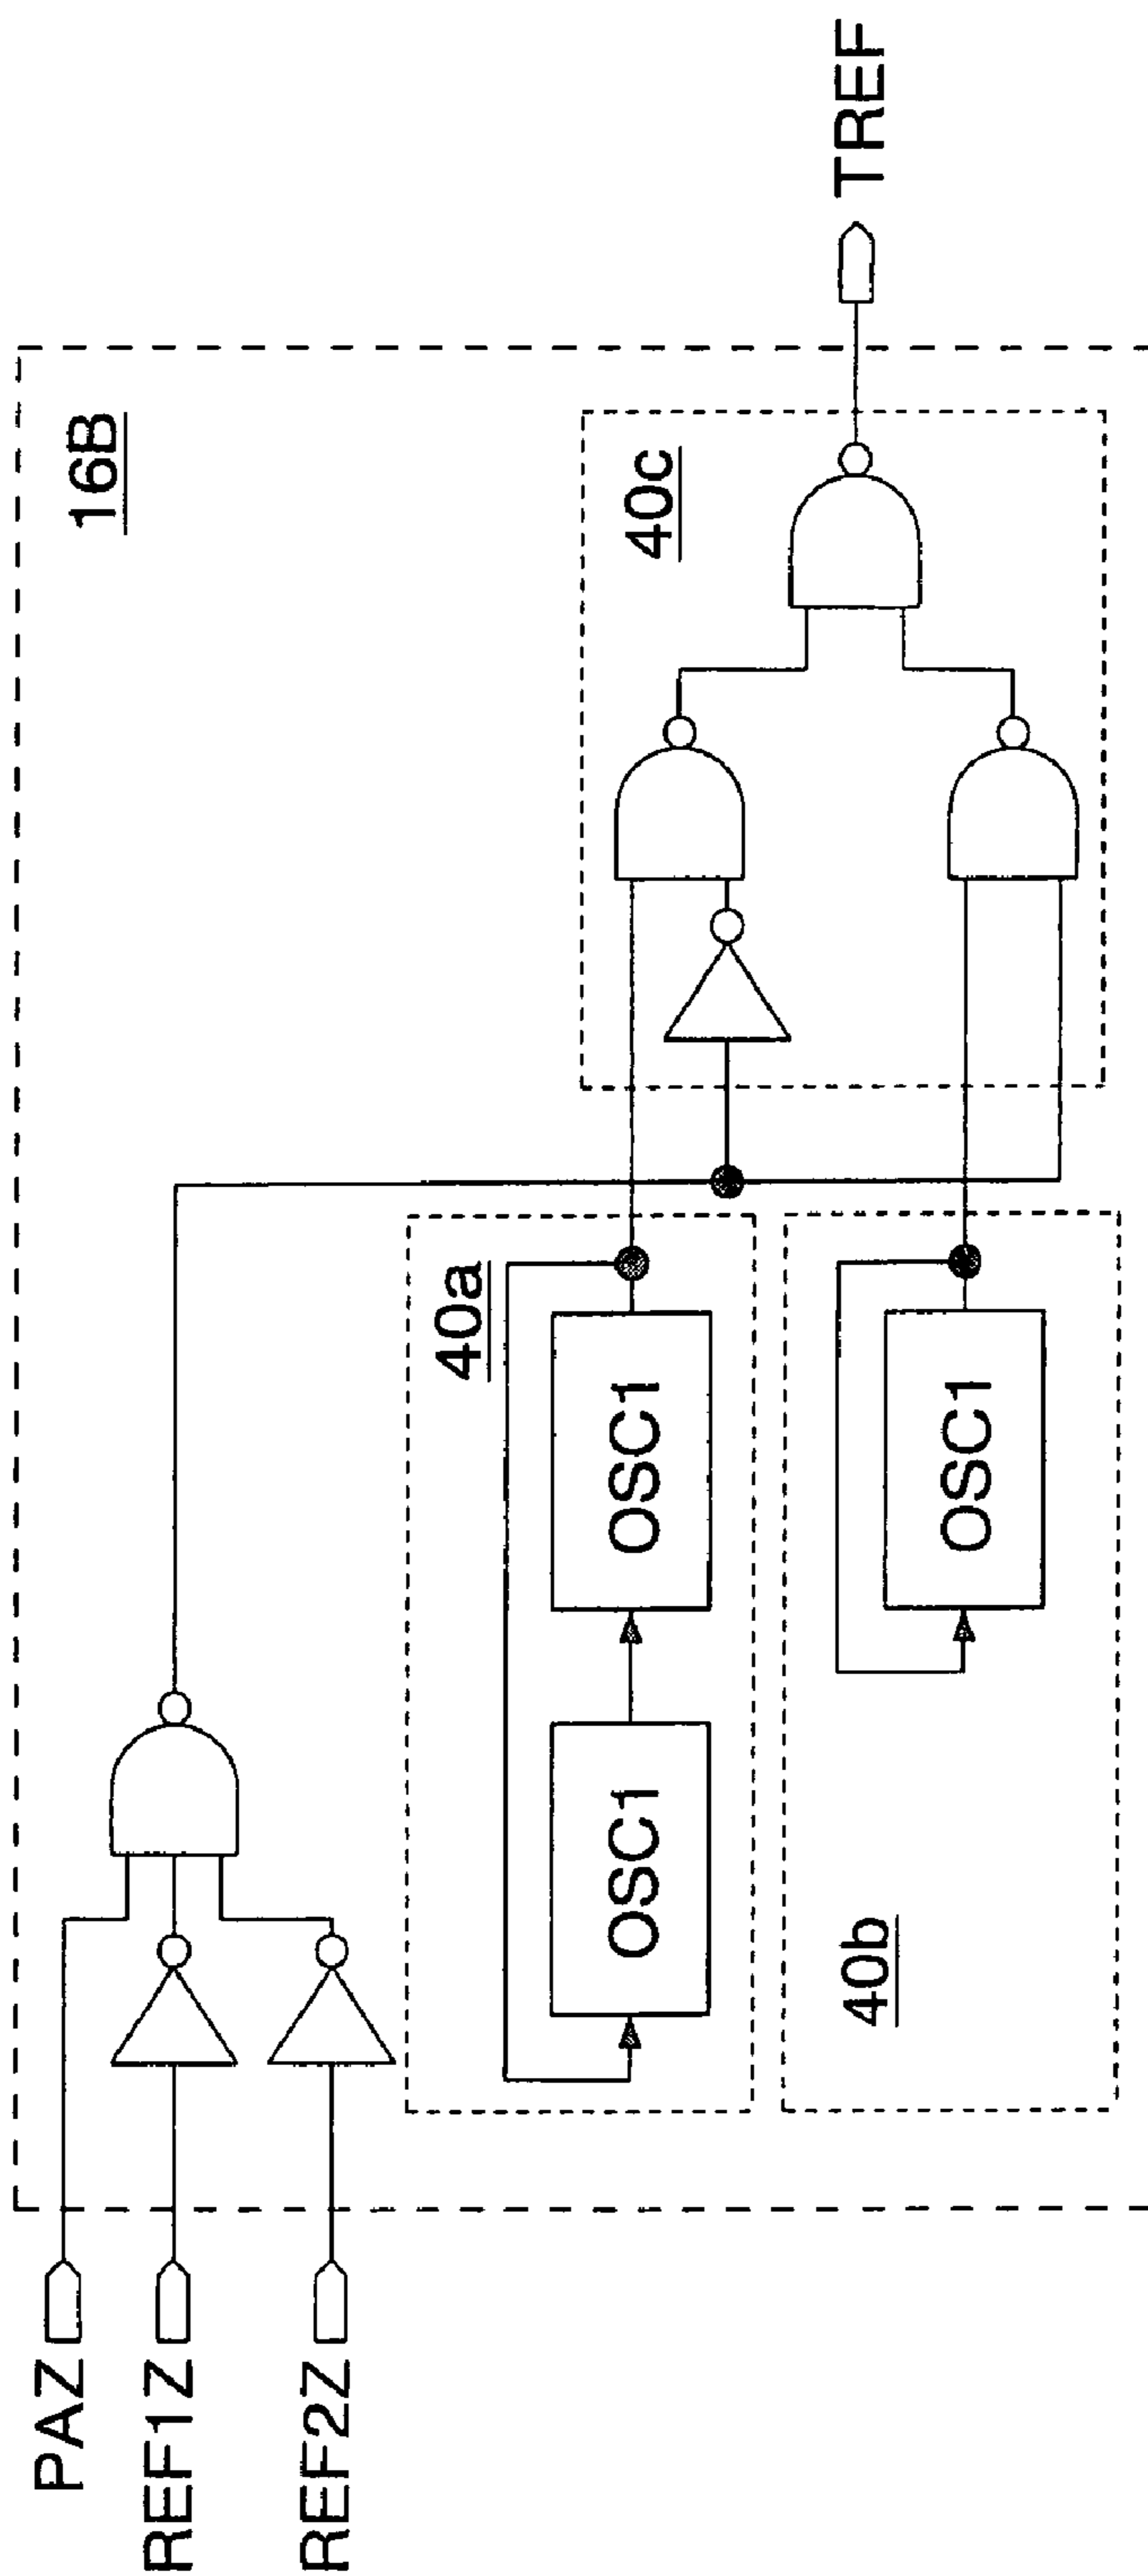 PAZ
REF1Z
REF2Z
16B
40a
OSC1
OSC1
40b
OSC1
40c
TREF